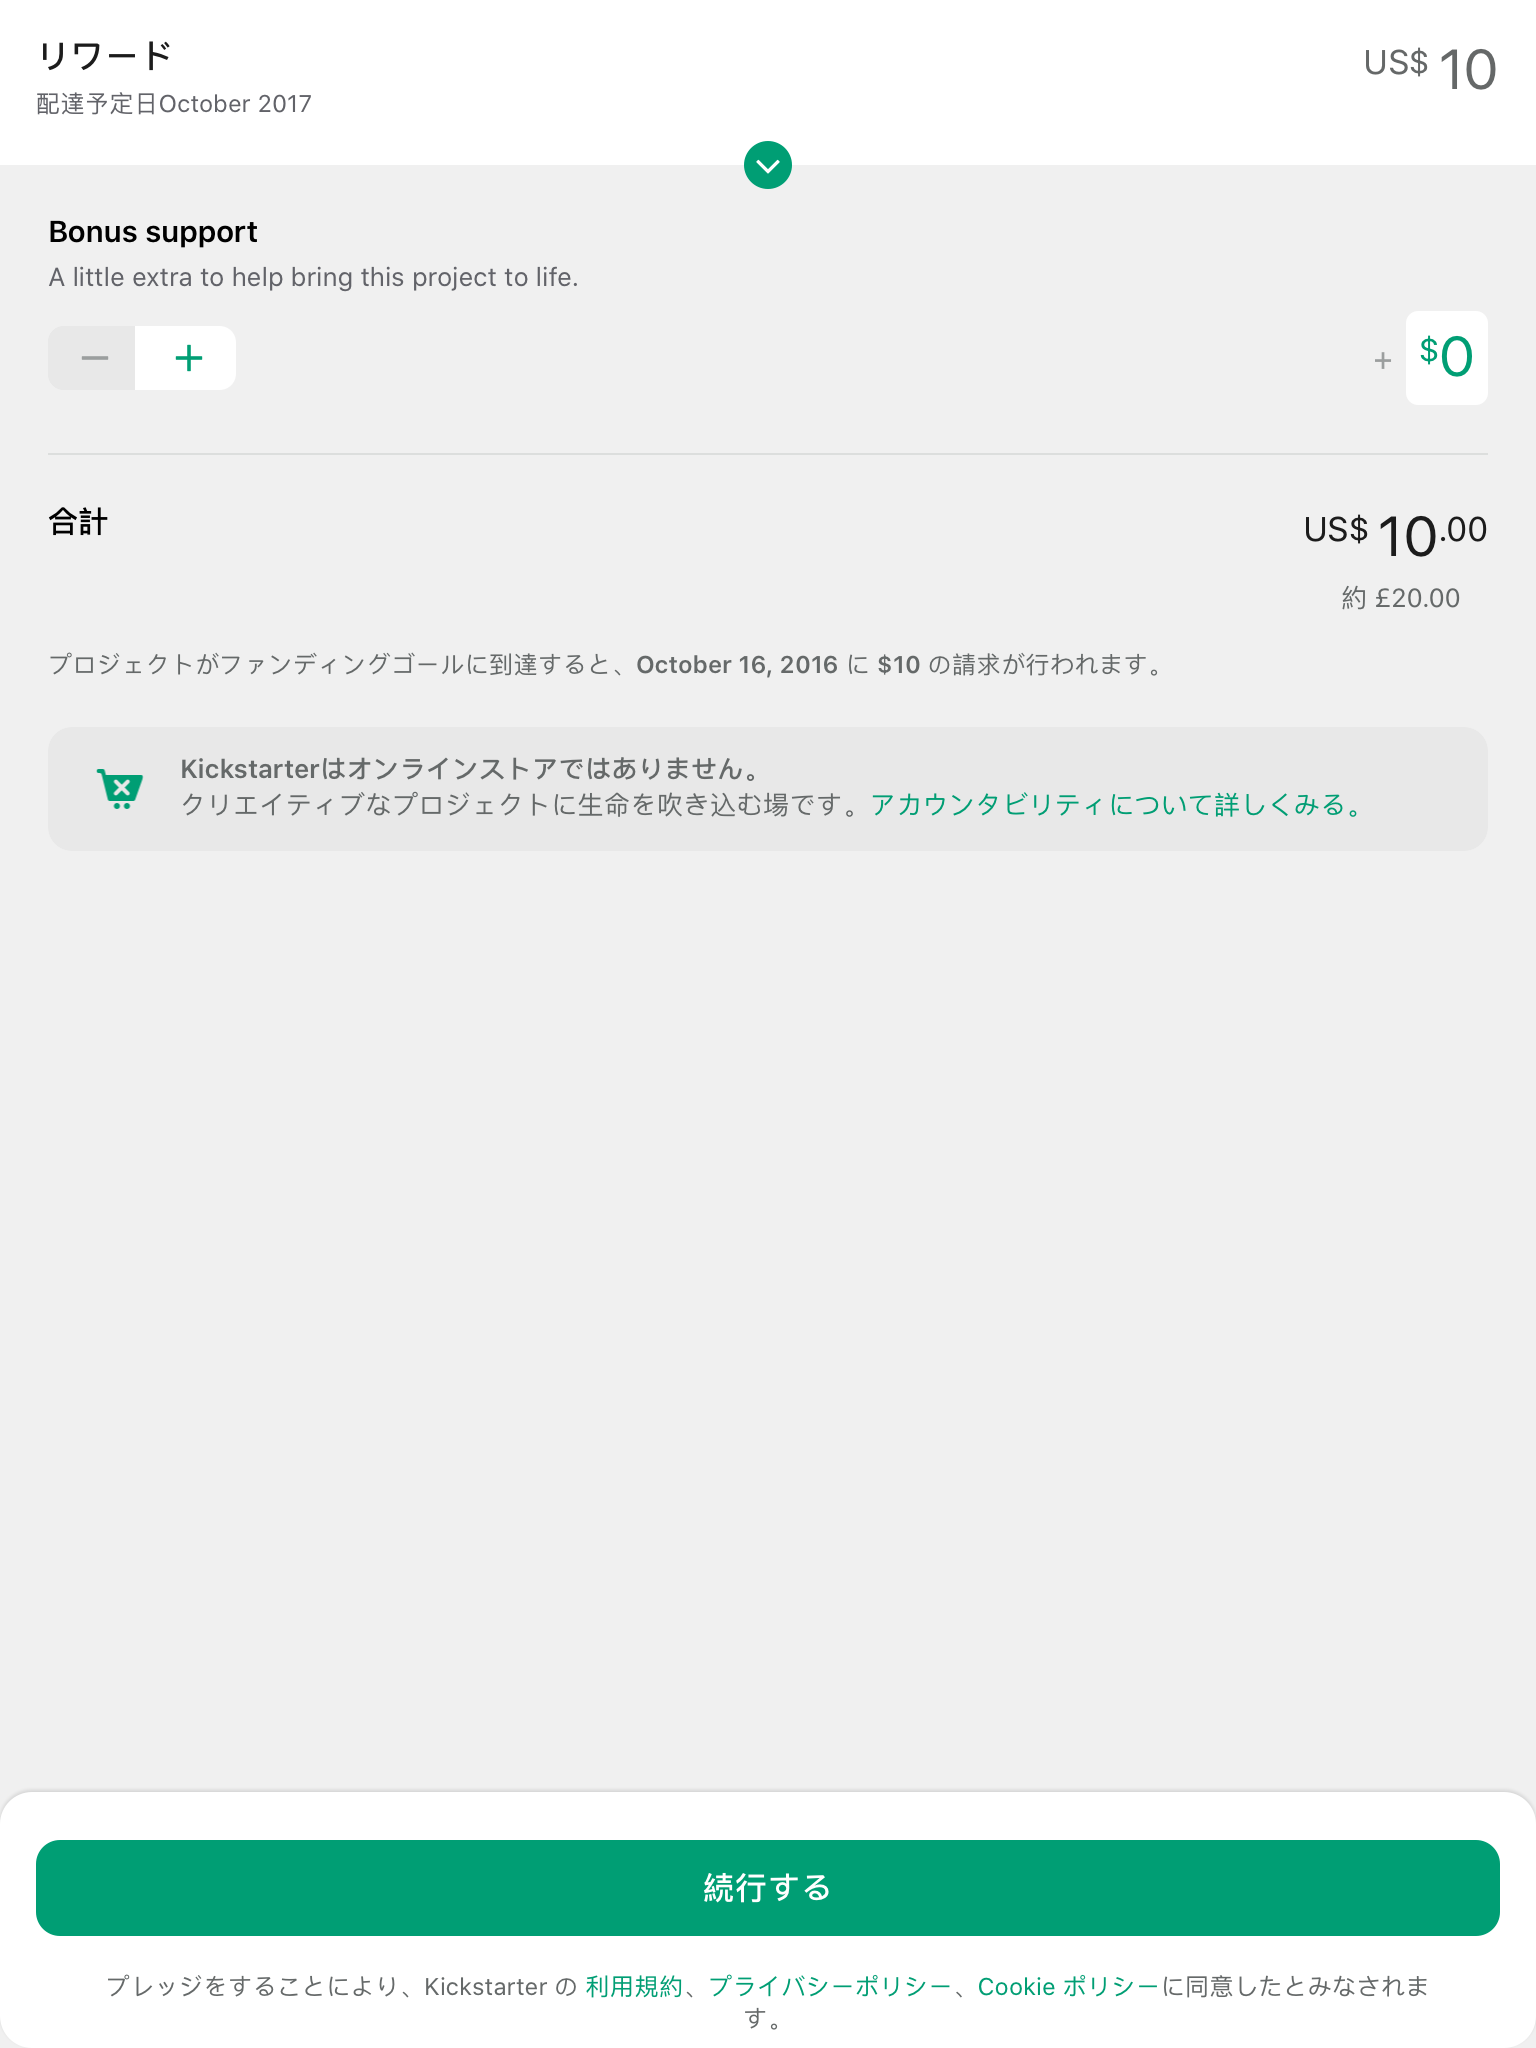 リワード
US$ 10
配達予定日October 2017
Bonus support
A little extra to help bring this project to life.
+ $0
合計
US$ 10.00
約 £20.00
プロジェクトがファンディングゴールに到達すると、October 16, 2016 に $10 の請求が行われます。
Kickstarterはオンラインストアではありません。
クリエイティブなプロジェクトに生命を吹き込む場です。アカウンタビリティについて詳しくみる。
続行する
プレッジをすることにより、Kickstarter の 利用規約、プライバシーポリシー、Cookie ポリシーに同意したとみなされま
す。